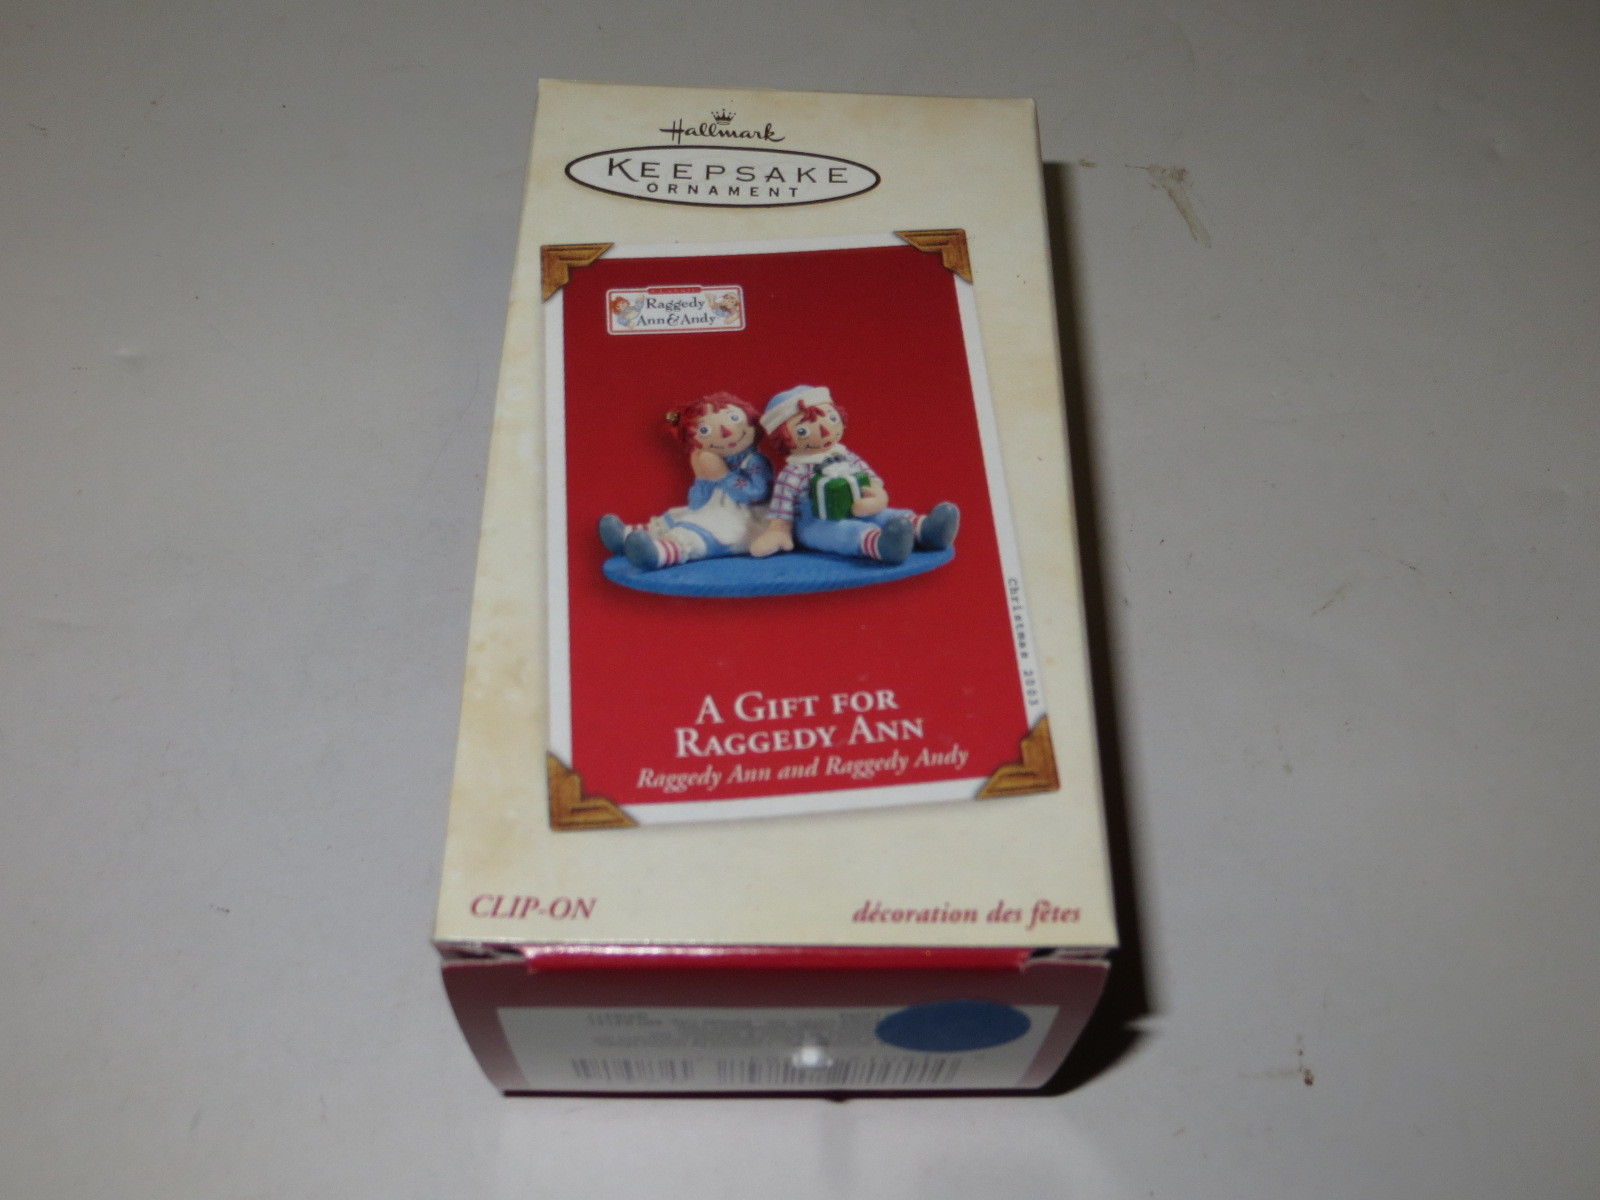 Hallmark
KEEPSAKE
ORNAMENT
CLASSIC
Raggedy
Ann & Andy
Christmas 2003
A GIFT FOR
RAGGEDY ANN
Raggedy Ann and Raggedy Andy
CLIP-ON
décoration des fêtes